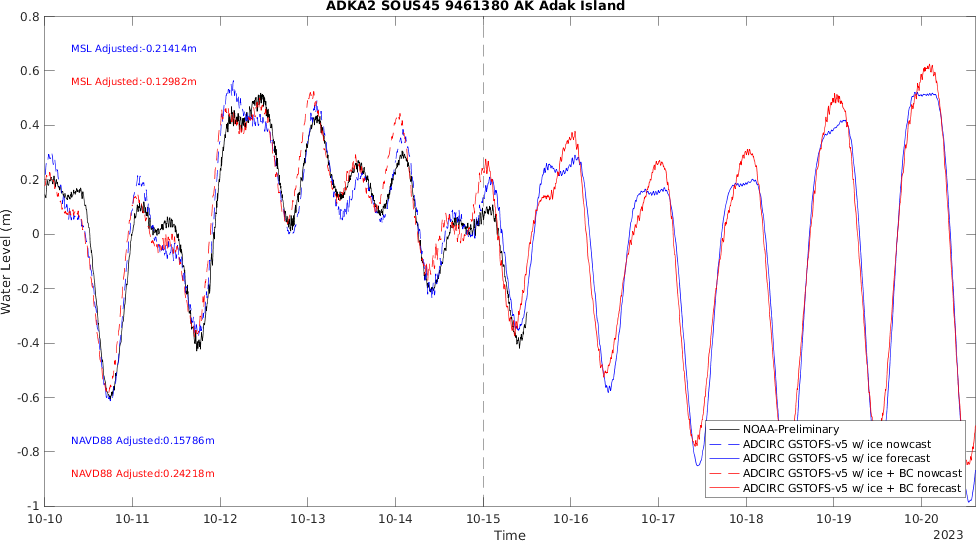 ADKA2 SOUS45 9461380 AK Adak Island
0.8
0.6
0.4
0.2
0
-0.2
-0.4
-0.6
-0.8
-1
Water Level (m)
MSL Adjusted:-0.21414m
MSL Adjusted:-0.12982m
NAVD88 Adjusted:0.15786m
NAVD88 Adjusted:0.24218m
NOAA-Preliminary
ADCIRC GSTOFS-v5 w/ ice nowcast
ADCIRC GSTOFS-v5 w/ ice forecast
ADCIRC GSTOFS-v5 w/ ice + BC nowcast
ADCIRC GSTOFS-v5 w/ ice + BC forecast
10-10 10-11 10-12 10-13 10-14 10-15 10-16 10-17 10-18 10-19 10-20
Time
2023